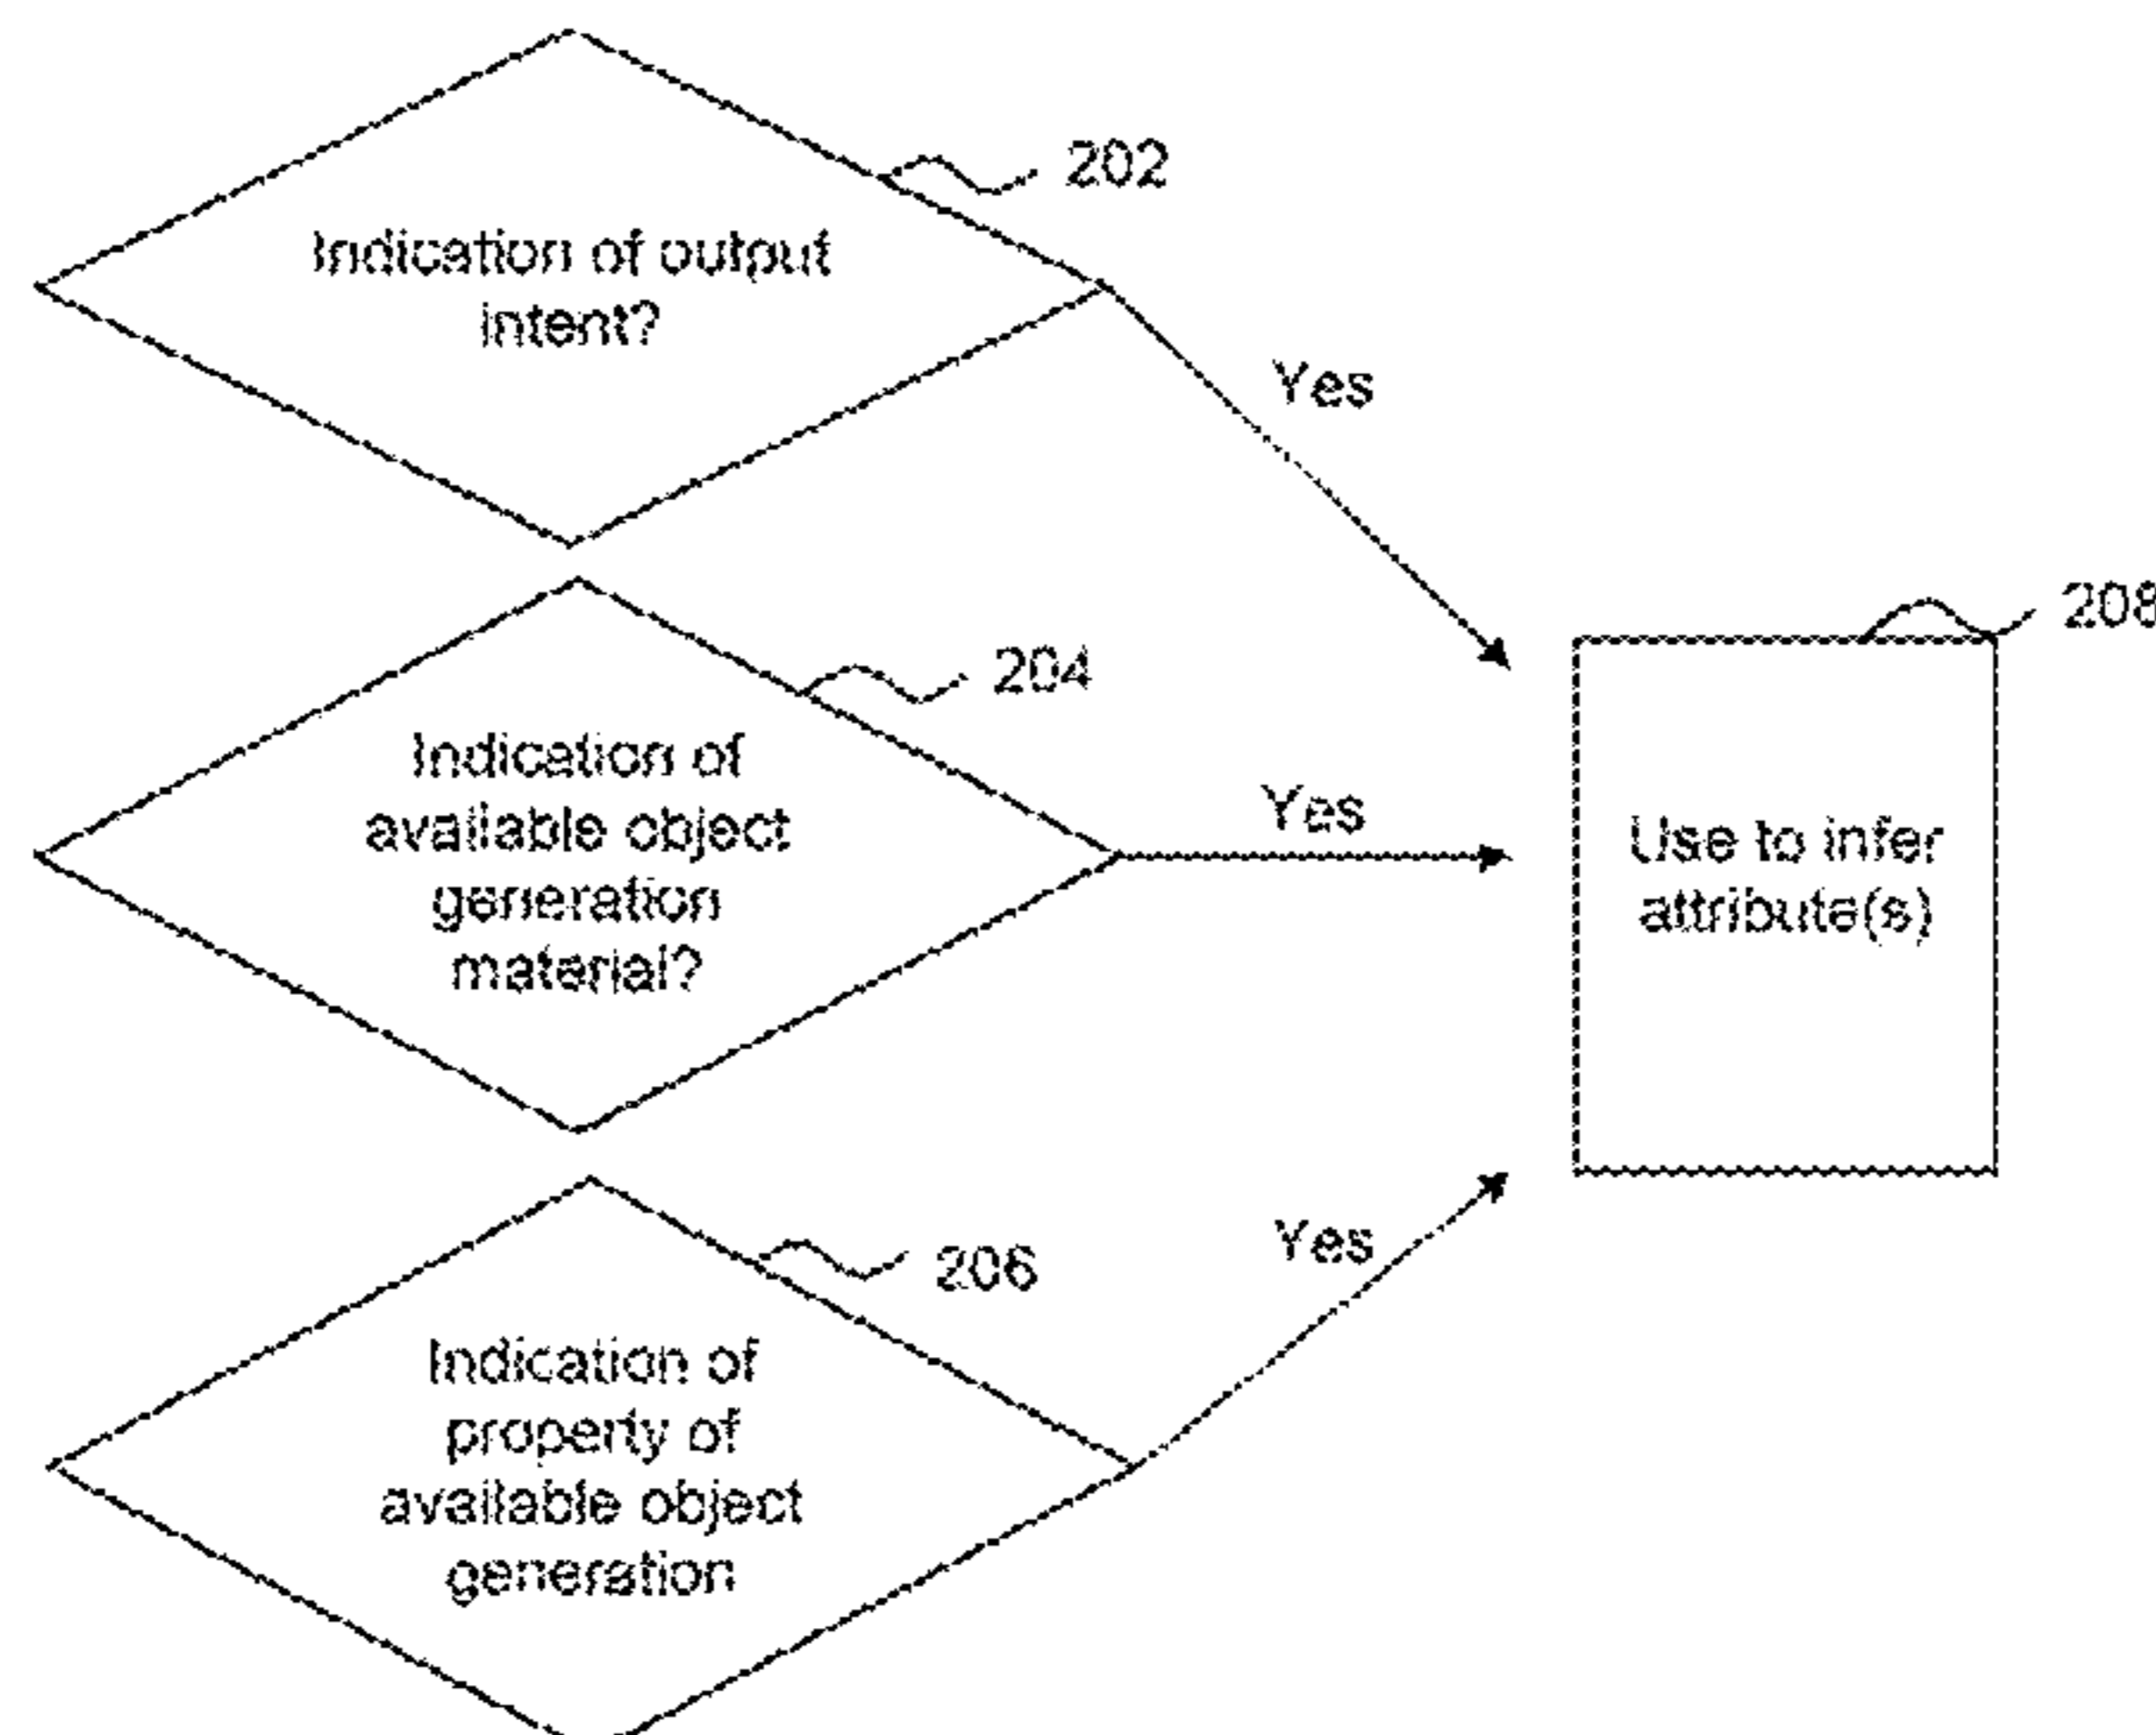 202
Indication of output
intent?
Yes
208
204
Indication of
available object
generation
material?
Yes
Use to infer
attribute(s)
206
Yes
Indication of
property of
available object
generation